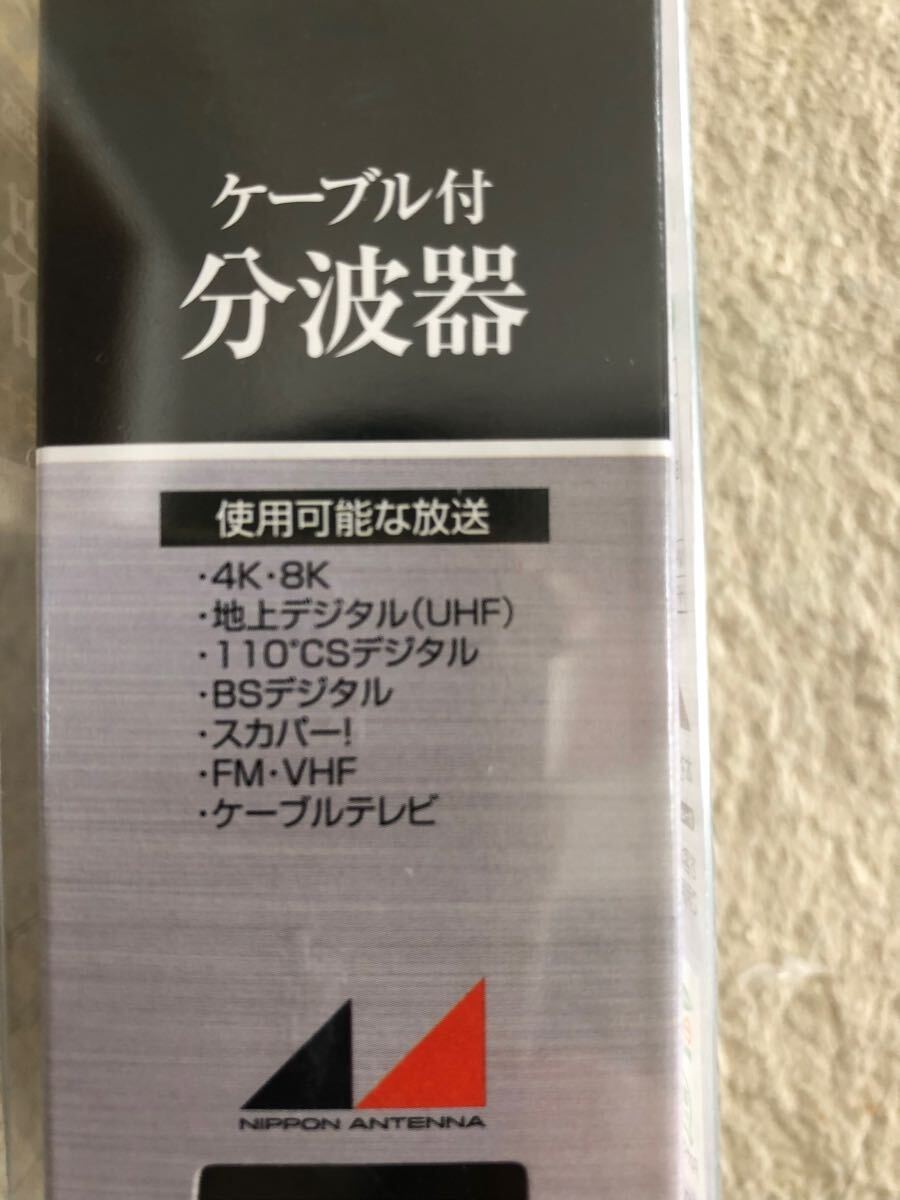 ケーブル付
分波器
使用可能な放送
・4K・8K
・地上デジタル(UHF)
・110°CSデジタル
・BSデジタル
・スカパー!
・FM・VHF
・ケーブルテレビ
NIPPON ANTENNA